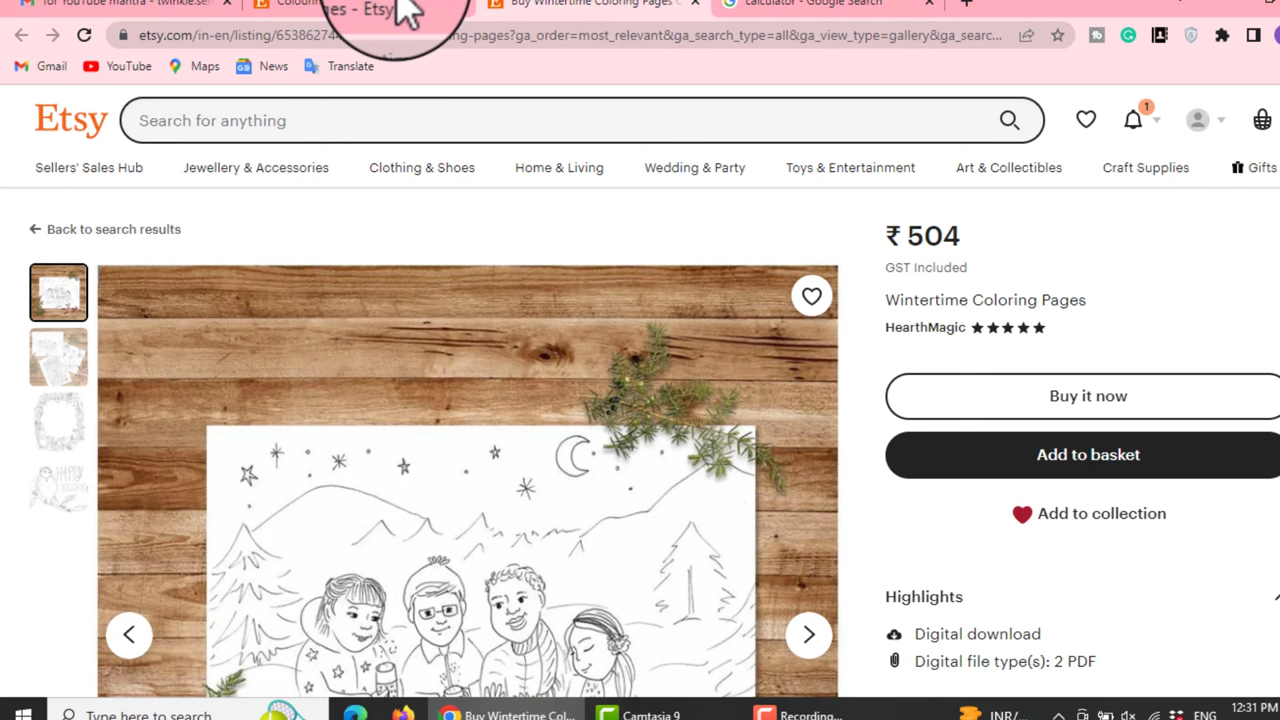 for YouTube mantra - twinkle.sel
Colour
ges - Etsy
Buy Wintertime Coloring Pages
calculator - Google Search
etsy.com/in-en/listing/65386274
ng-pages?ga_order=most_relevant&ga_search_type=all&ga_view_type=gallery&ga_searc...
Gmail
YouTube
Maps
News
Translate
Etsy
Search for anything
1
Sellers' Sales Hub
Jewellery & Accessories
Clothing & Shoes
Home & Living
Wedding & Party
Toys & Entertainment
Art & Collectibles
Craft Supplies
Gifts
← Back to search results
₹ 504
GST Included
Wintertime Coloring Pages
HearthMagic ★★★★★
Buy it now
Add to basket
Add to collection
Highlights
Digital download
Digital file type(s): 2 PDF
Type here to search
Buy Wintertime Col...
Camtasia 9
Recording...
INR/...
ENG
12:31 PM